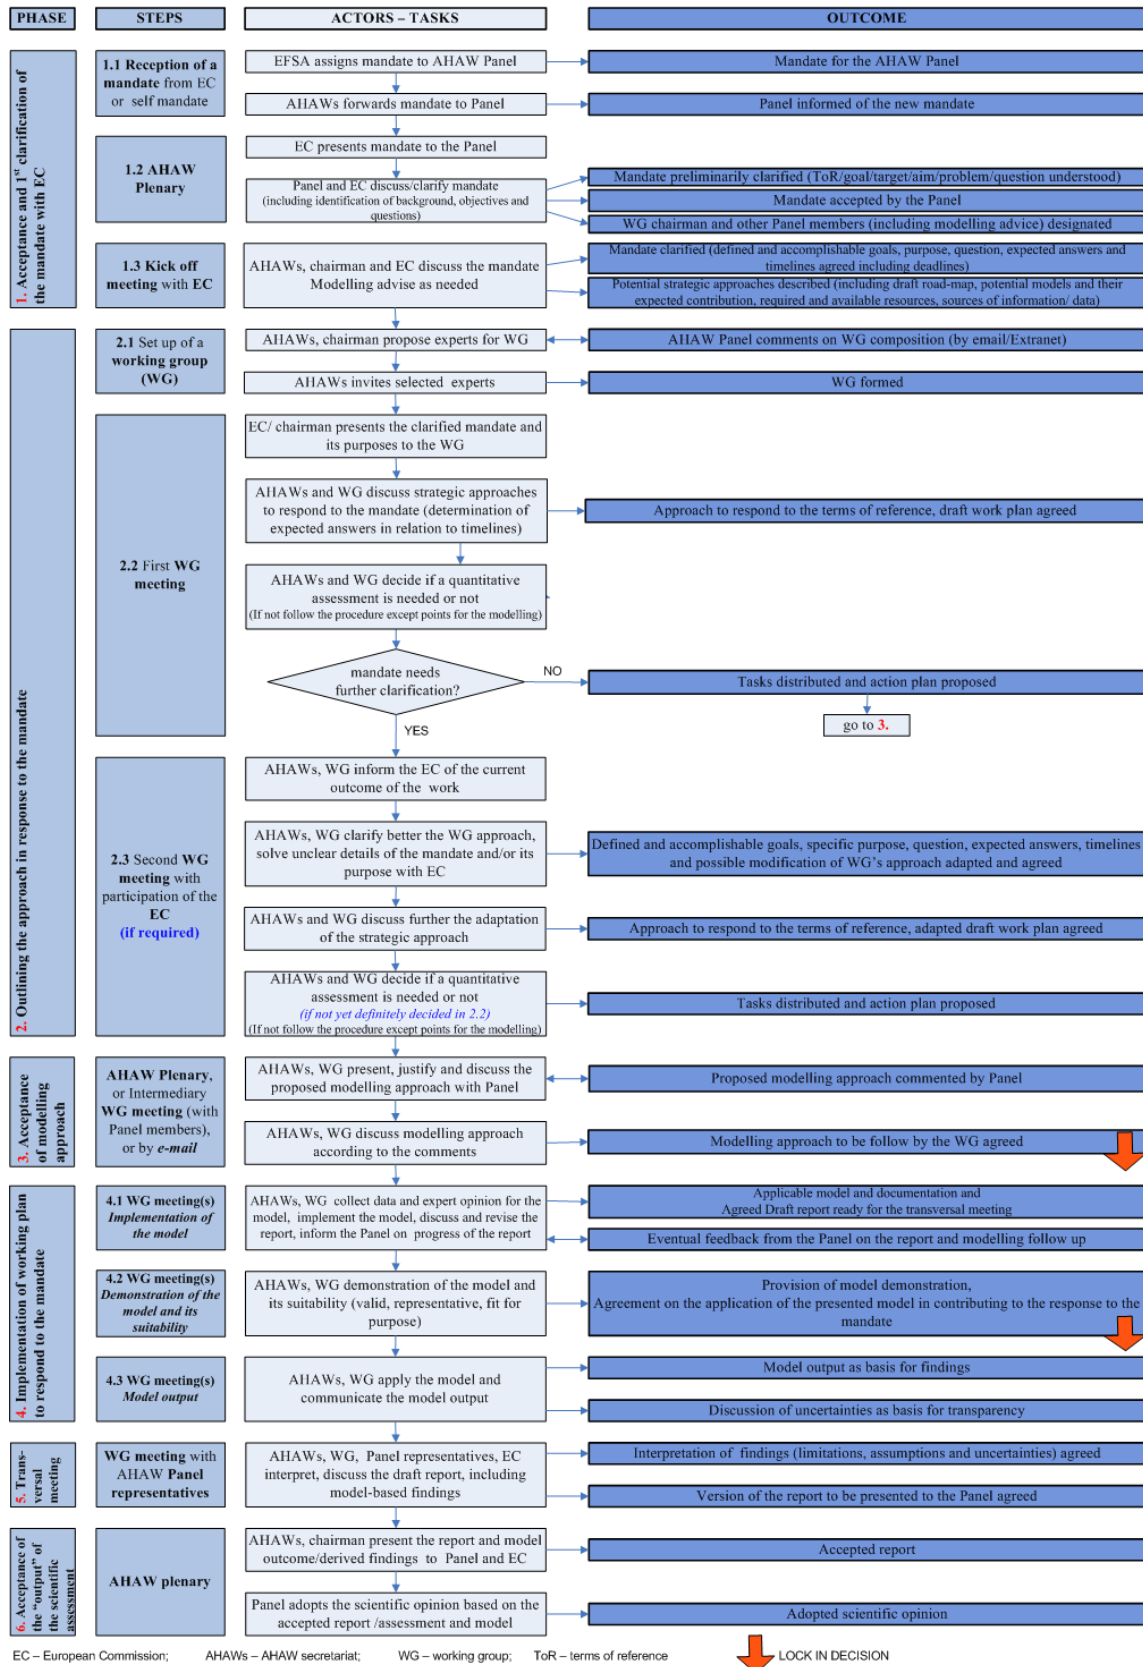 PHASE
STEPS
ACTORS – TASKS
OUTCOME
1. Acceptance and 1st clarification of
the mandate with EC
1.1 Reception of a
mandate from EC
or self mandate
EFSA assigns mandate to AHAW Panel
Mandate for the AHAW Panel
AHAWs forwards mandate to Panel
Panel informed of the new mandate
1.2 AHAW
Plenary
EC presents mandate to the Panel
Panel and EC discuss/clarify mandate
(including identification of background, objectives and
questions)
Mandate preliminarily clarified (ToR/goal/target/aim/problem/question understood)
Mandate accepted by the Panel
WG chairman and other Panel members (including modelling advice) designated
1.3 Kick off
meeting with EC
AHAWs, chairman and EC discuss the mandate
Modelling advise as needed
Mandate clarified (defined and accomplishable goals, purpose, question, expected answers and
timelines agreed including deadlines)
Potential strategic approaches described (including draft road-map, potential models and their
expected contribution, required and available resources, sources of information/ data)
2. Outlining the approach in response to the mandate
2.1 Set up of a
working group
(WG)
AHAWs, chairman propose experts for WG
AHAW Panel comments on WG composition (by email/Extranet)
AHAWs invites selected experts
WG formed
2.2 First WG
meeting
EC/ chairman presents the clarified mandate and
its purposes to the WG
AHAWs and WG discuss strategic approaches
to respond to the mandate (determination of
expected answers in relation to timelines)
Approach to respond to the terms of reference, draft work plan agreed
AHAWs and WG decide if a quantitative
assessment is needed or not
(If not follow the procedure except points for the modelling)
mandate needs
further clarification?
NO
Tasks distributed and action plan proposed
go to 3.
YES
2.3 Second WG
meeting with
participation of the
EC
(if required)
AHAWs, WG inform the EC of the current
outcome of the work
AHAWs, WG clarify better the WG approach,
solve unclear details of the mandate and/or its
purpose with EC
Defined and accomplishable goals, specific purpose, question, expected answers, timelines
and possible modification of WG's approach adapted and agreed
AHAWs and WG discuss further the adaptation
of the strategic approach
Approach to respond to the terms of reference, adapted draft work plan agreed
AHAWs and WG decide if a quantitative
assessment is needed or not
(if not yet definitely decided in 2.2)
(If not follow the procedure except points for the modelling)
Tasks distributed and action plan proposed
3. Acceptance
of modelling
approach
AHAW Plenary,
or Intermediary
WG meeting (with
Panel members),
or by e-mail
AHAWs, WG present, justify and discuss the
proposed modelling approach with Panel
Proposed modelling approach commented by Panel
AHAWs, WG discuss modelling approach
according to the comments
Modelling approach to be follow by the WG agreed
4. Implementation of working plan
to respond to the mandate
4.1 WG meeting(s)
Implementation of
the model
AHAWs, WG collect data and expert opinion for the
model, implement the model, discuss and revise the
report, inform the Panel on progress of the report
Applicable model and documentation and
Agreed Draft report ready for the transversal meeting
Eventual feedback from the Panel on the report and modelling follow up
4.2 WG meeting(s)
Demonstration of the
model and its
suitability
AHAWs, WG demonstration of the model and
its suitability (valid, representative, fit for
purpose)
Provision of model demonstration,
Agreement on the application of the presented model in contributing to the response to the
mandate
4.3 WG meeting(s)
Model output
AHAWs, WG apply the model and
communicate the model output
Model output as basis for findings
Discussion of uncertainties as basis for transparency
5. Trans-
versal
meeting
WG meeting with
AHAW Panel
representatives
AHAWs, WG, Panel representatives, EC
interpret, discuss the draft report, including
model-based findings
Interpretation of findings (limitations, assumptions and uncertainties) agreed
Version of the report to be presented to the Panel agreed
6. Acceptance of
the "output" of
the scientific
assessment
AHAW plenary
AHAWs, chairman present the report and model
outcome/derived findings to Panel and EC
Accepted report
Panel adopts the scientific opinion based on the
accepted report /assessment and model
Adopted scientific opinion
EC – European Commission; AHAWs – AHAW secretariat; WG – working group; ToR – terms of reference
LOCK IN DECISION